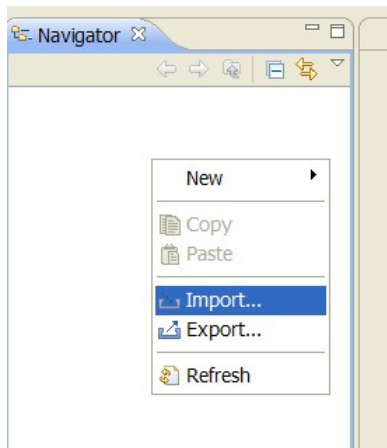 Navigator
New
Copy
Paste
Import...
Export...
Refresh